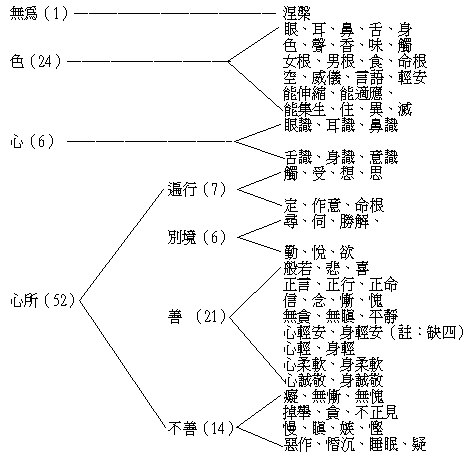 無爲（1）
涅槃
眼、耳、鼻、舌、身
色、聲、香、味、觸
女根、男根、食、命根
色（24）
空、威儀、言語、輕安
能伸縮、能適應、
能集生、住、異、滅
眼識、耳識、鼻識
心（6）
舌識、身識、意識
觸、受、想、思
遍行（7）
定、作意、命根
尋、伺、勝解、
別境（6）
勤、悅、欲
般若、悲、喜
正言、正行、正命
心所（52）
信、念、慚、愧
善（21）
無貪、無瞋、平靜
心輕安、身輕安（註：缺四）
心輕、身輕
心柔軟、身柔軟
心誠敬、身誠敬
癡、無慚、無愧
掉舉、貪、不正見
不善（14）
慢、瞋、嫉、慳
惡作、惛沉、睡眠、疑